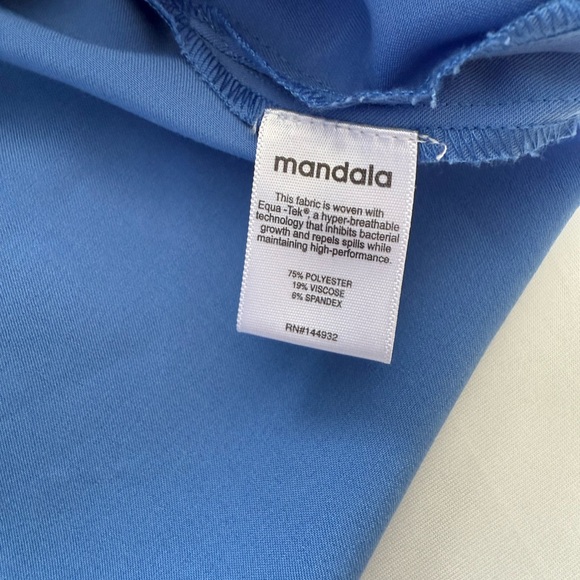 mandala
This fabric is woven with
Equa -Tek®, a hyper-breathable
technology that inhibits bacterial
growth and repels spills while
maintaining high-performance.
75% POLYESTER
19% VISCOSE
6% SPANDEX
RN#144932